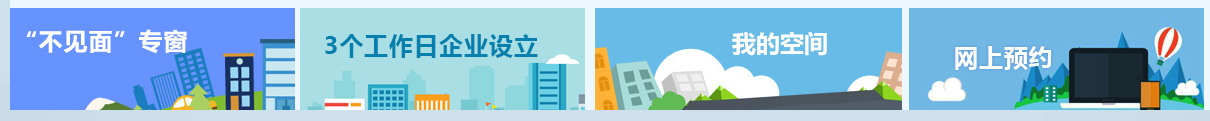 “不见面”专窗
3个工作日企业设立
我的空间
网上预约